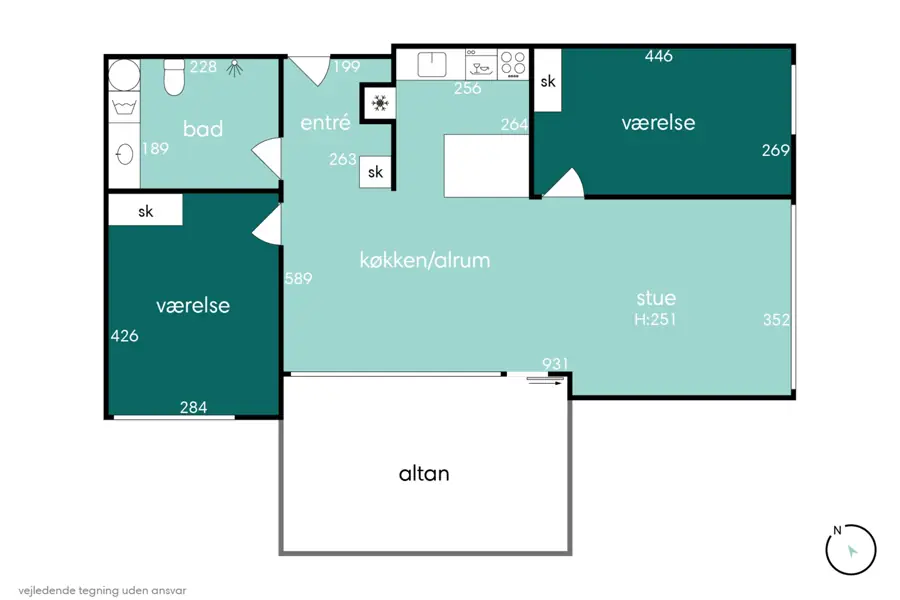 228
bad
189
199
entré
263
sk
256
264
sk
446
værelse
269
sk
værelse
426
284
589
køkken/alrum
stue
H:251
352
931
altan
N
vejledende tegning uden ansvar